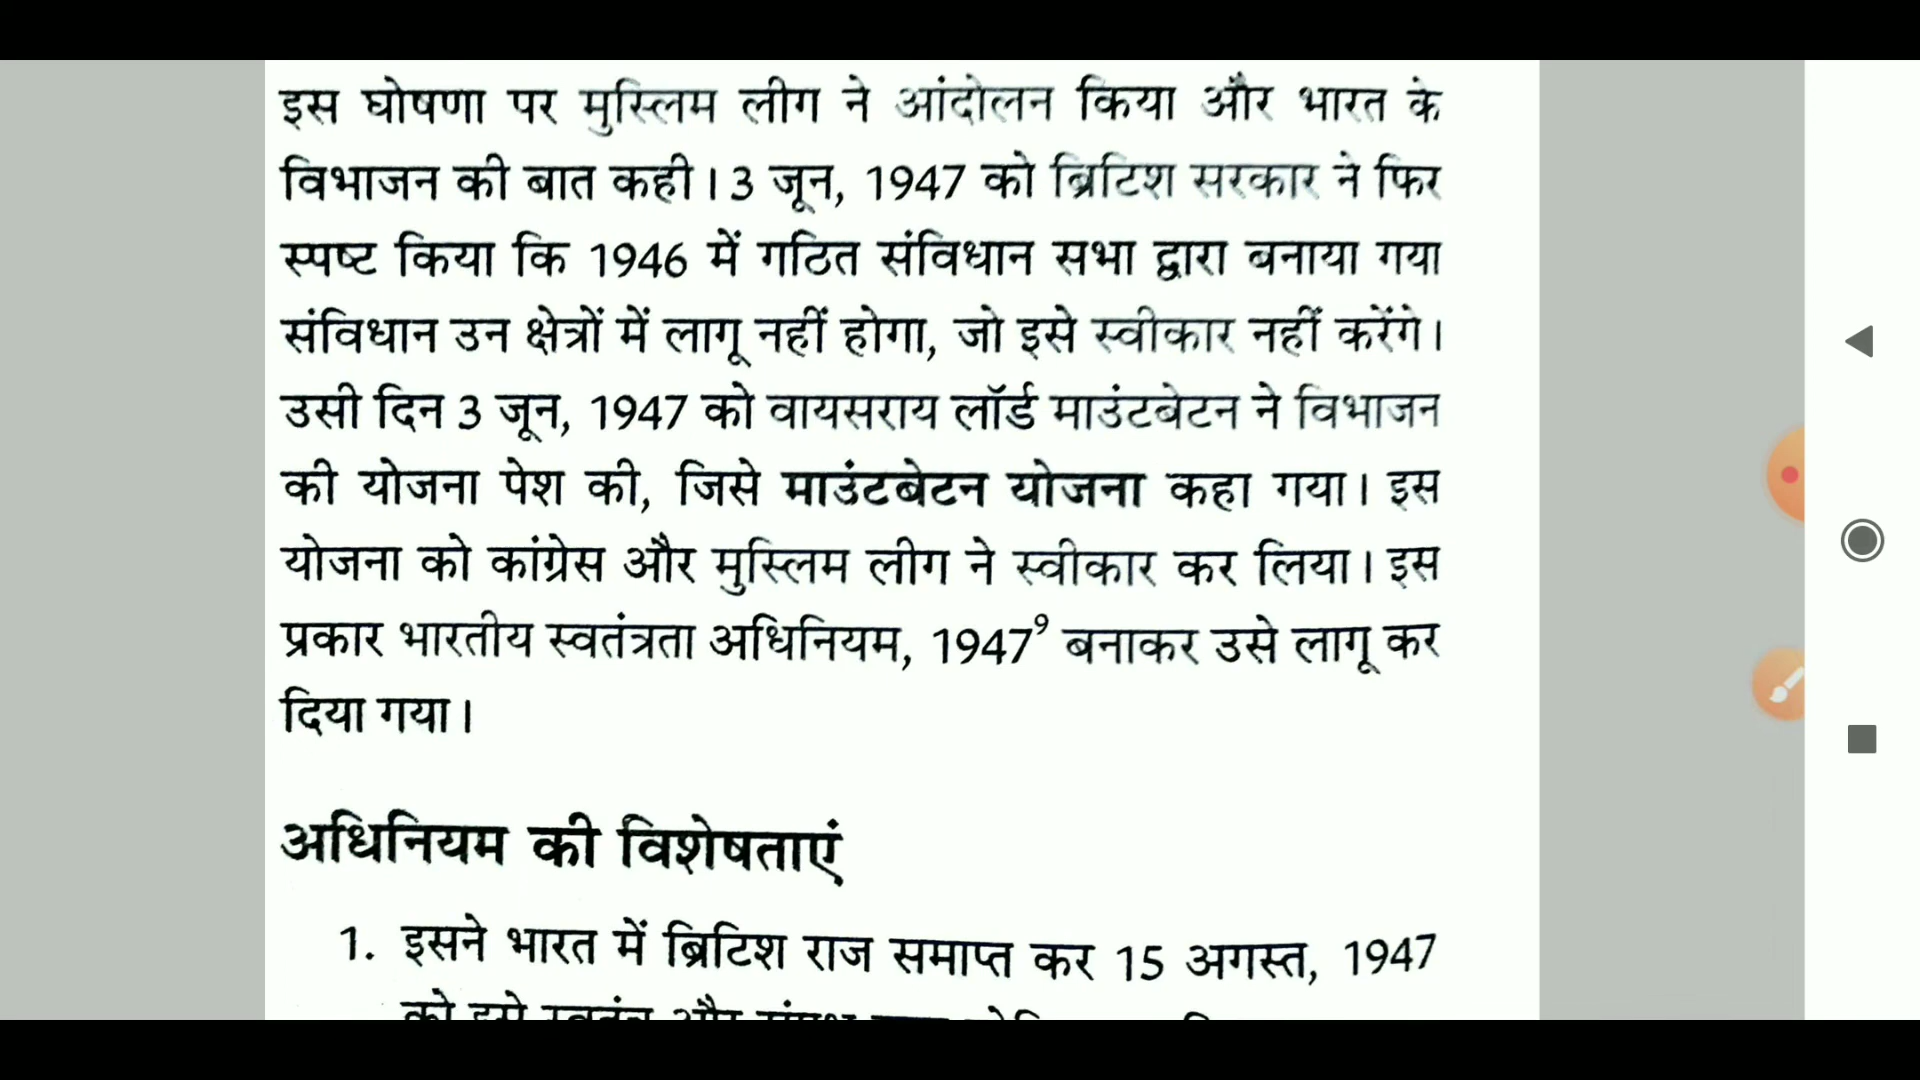 इस घोषणा पर मुस्लिम लीग ने आंदोलन किया और भारत के
विभाजन की बात कही। 3 जून, 1947 को ब्रिटिश सरकार ने फिर
स्पष्ट किया कि 1946 में गठित संविधान सभा द्वारा बनाया गया
संविधान उन क्षेत्रों में लागू नहीं होगा, जो इसे स्वीकार नहीं करेंगे।
उसी दिन 3 जून, 1947 को वायसराय लॉर्ड माउंटबेटन ने विभाजन
की योजना पेश की, जिसे माउंटबेटन योजना कहा गया। इस
योजना को कांग्रेस और मुस्लिम लीग ने स्वीकार कर लिया। इस
प्रकार भारतीय स्वतंत्रता अधिनियम, 1947⁹ बनाकर उसे लागू कर
दिया गया।
अधिनियम की विशेषताएं
1. इसने भारत में ब्रिटिश राज समाप्त कर 15 अगस्त, 1947
को इसे स्वतंत्र और